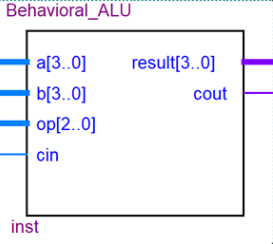 Behavioral_ALU
a[3..0] result[3..0]
b[3..0] cout
op[2..0]
cin
inst